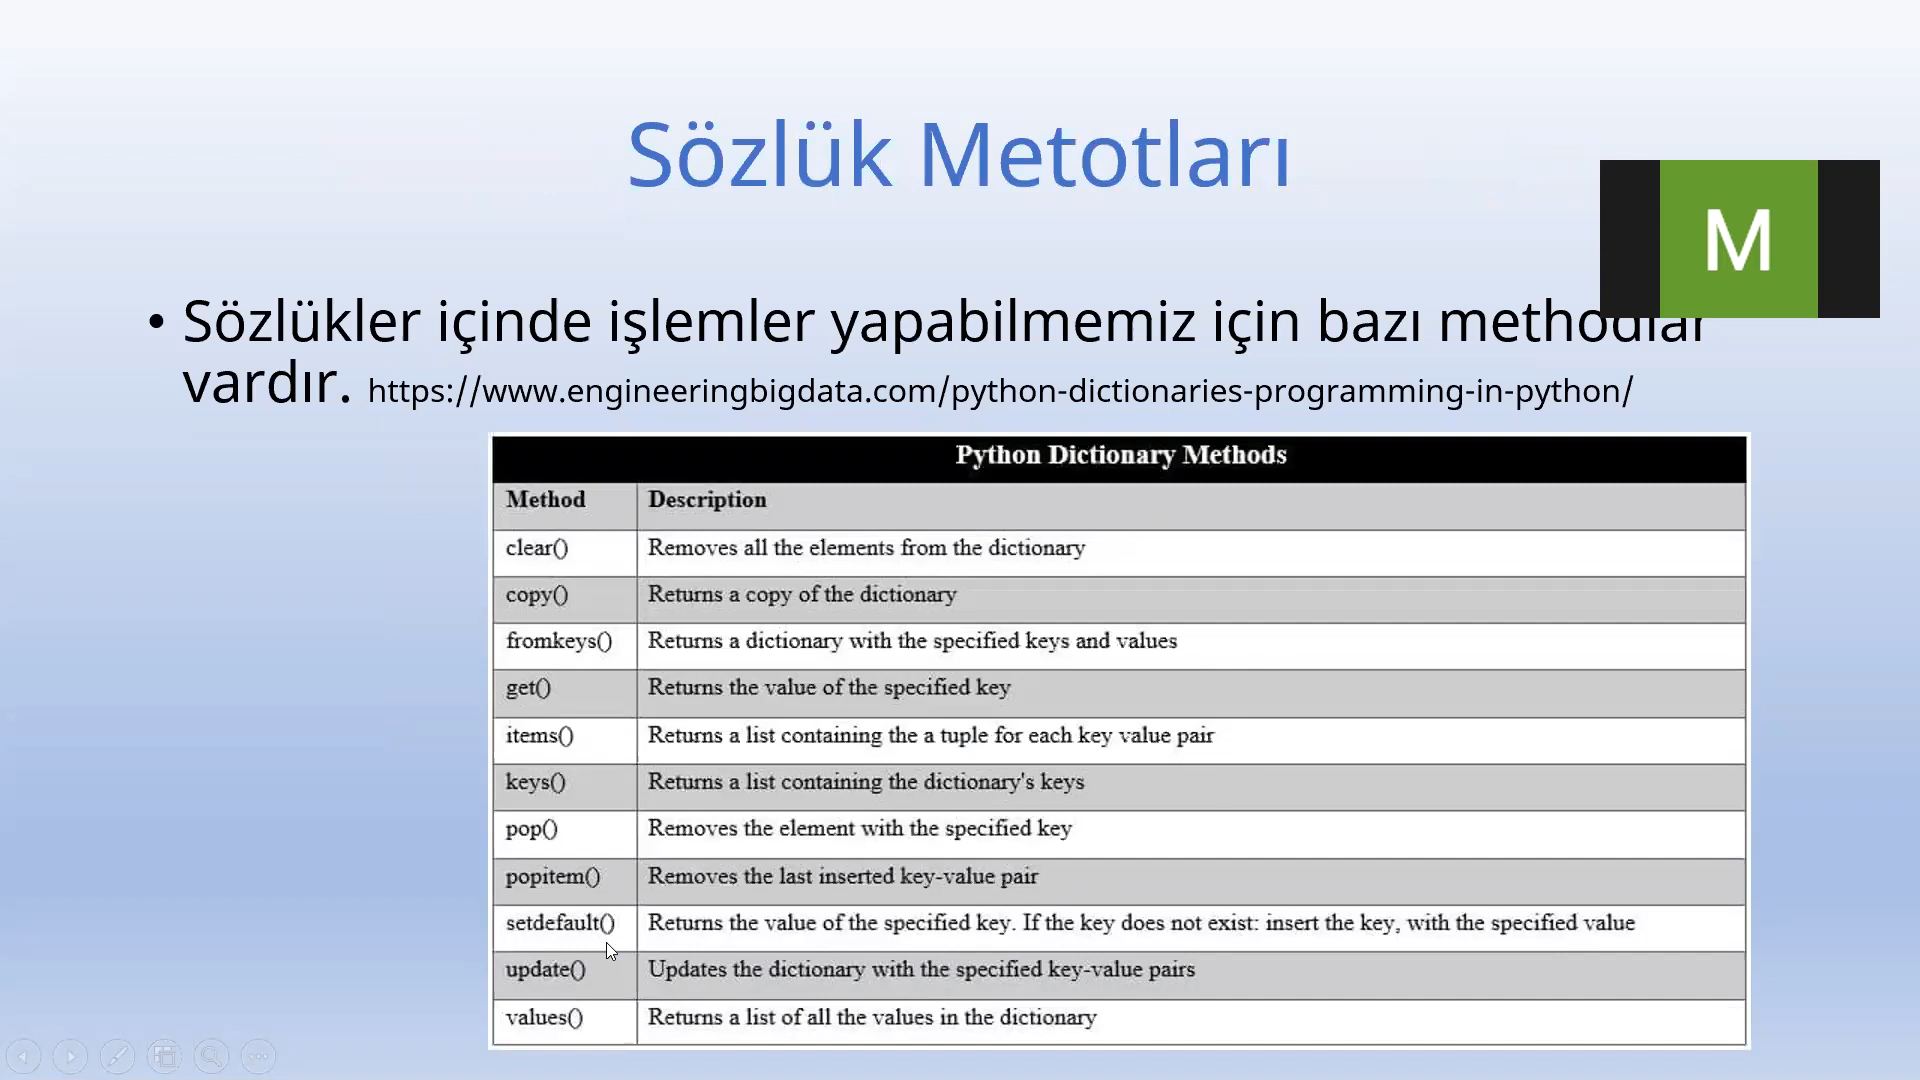 Sözlük Metotları
M
• Sözlükler içinde işlemler yapabilmemiz için bazı methodlar
vardır. https://www.engineeringbigdata.com/python-dictionaries-programming-in-python/
Python Dictionary Methods
Method Description
clear() Removes all the elements from the dictionary
copy() Returns a copy of the dictionary
fromkeys() Returns a dictionary with the specified keys and values
get() Returns the value of the specified key
items() Returns a list containing the a tuple for each key value pair
keys() Returns a list containing the dictionary's keys
pop() Removes the element with the specified key
popitem() Removes the last inserted key-value pair
setdefault() Returns the value of the specified key. If the key does not exist: insert the key, with the specified value
update() Updates the dictionary with the specified key-value pairs
values() Returns a list of all the values in the dictionary